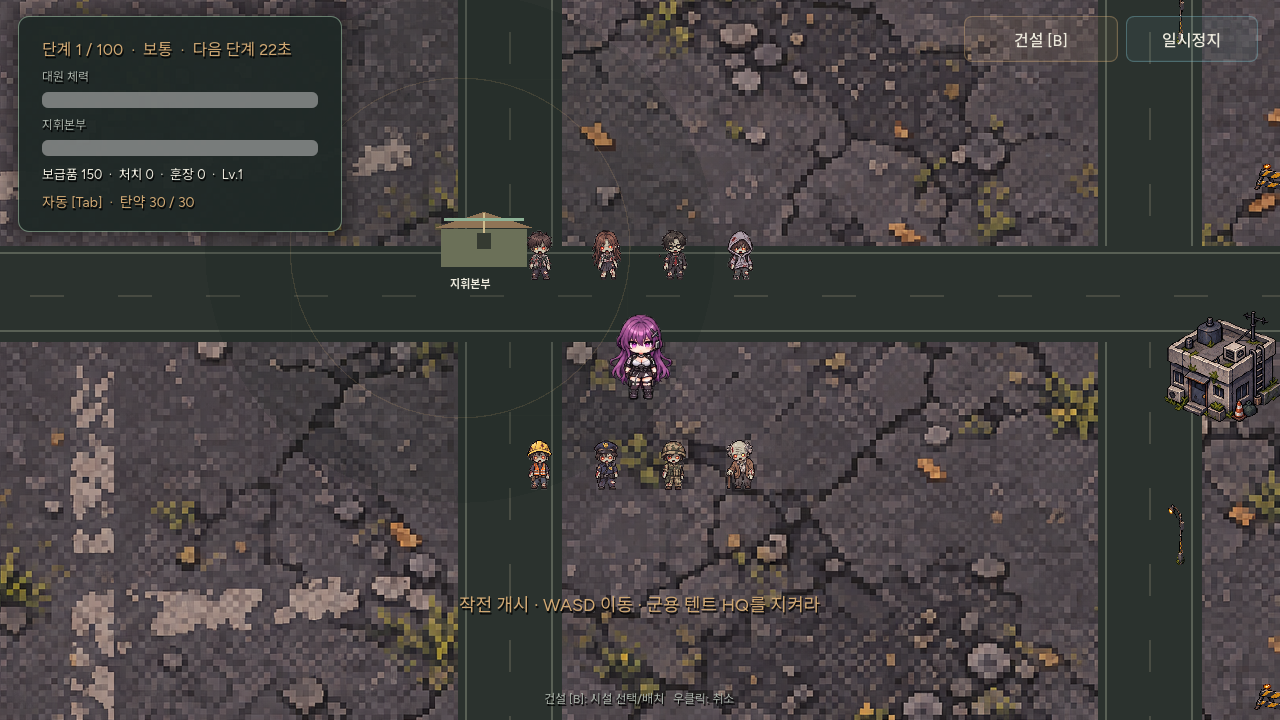 단계 1 / 100 · 보통 · 다음 단계 22초
대원 체력
지휘본부
보급품 150 · 처치 0 · 훈장 0 · Lv.1
자동 [Tab] · 탄약 30 / 30
건설 [B]
일시정지
지휘본부
작전 개시 · WASD 이동 · 군용 텐트 HQ를 지켜라
건설 [B]: 시설 선택/배치 우클릭: 취소